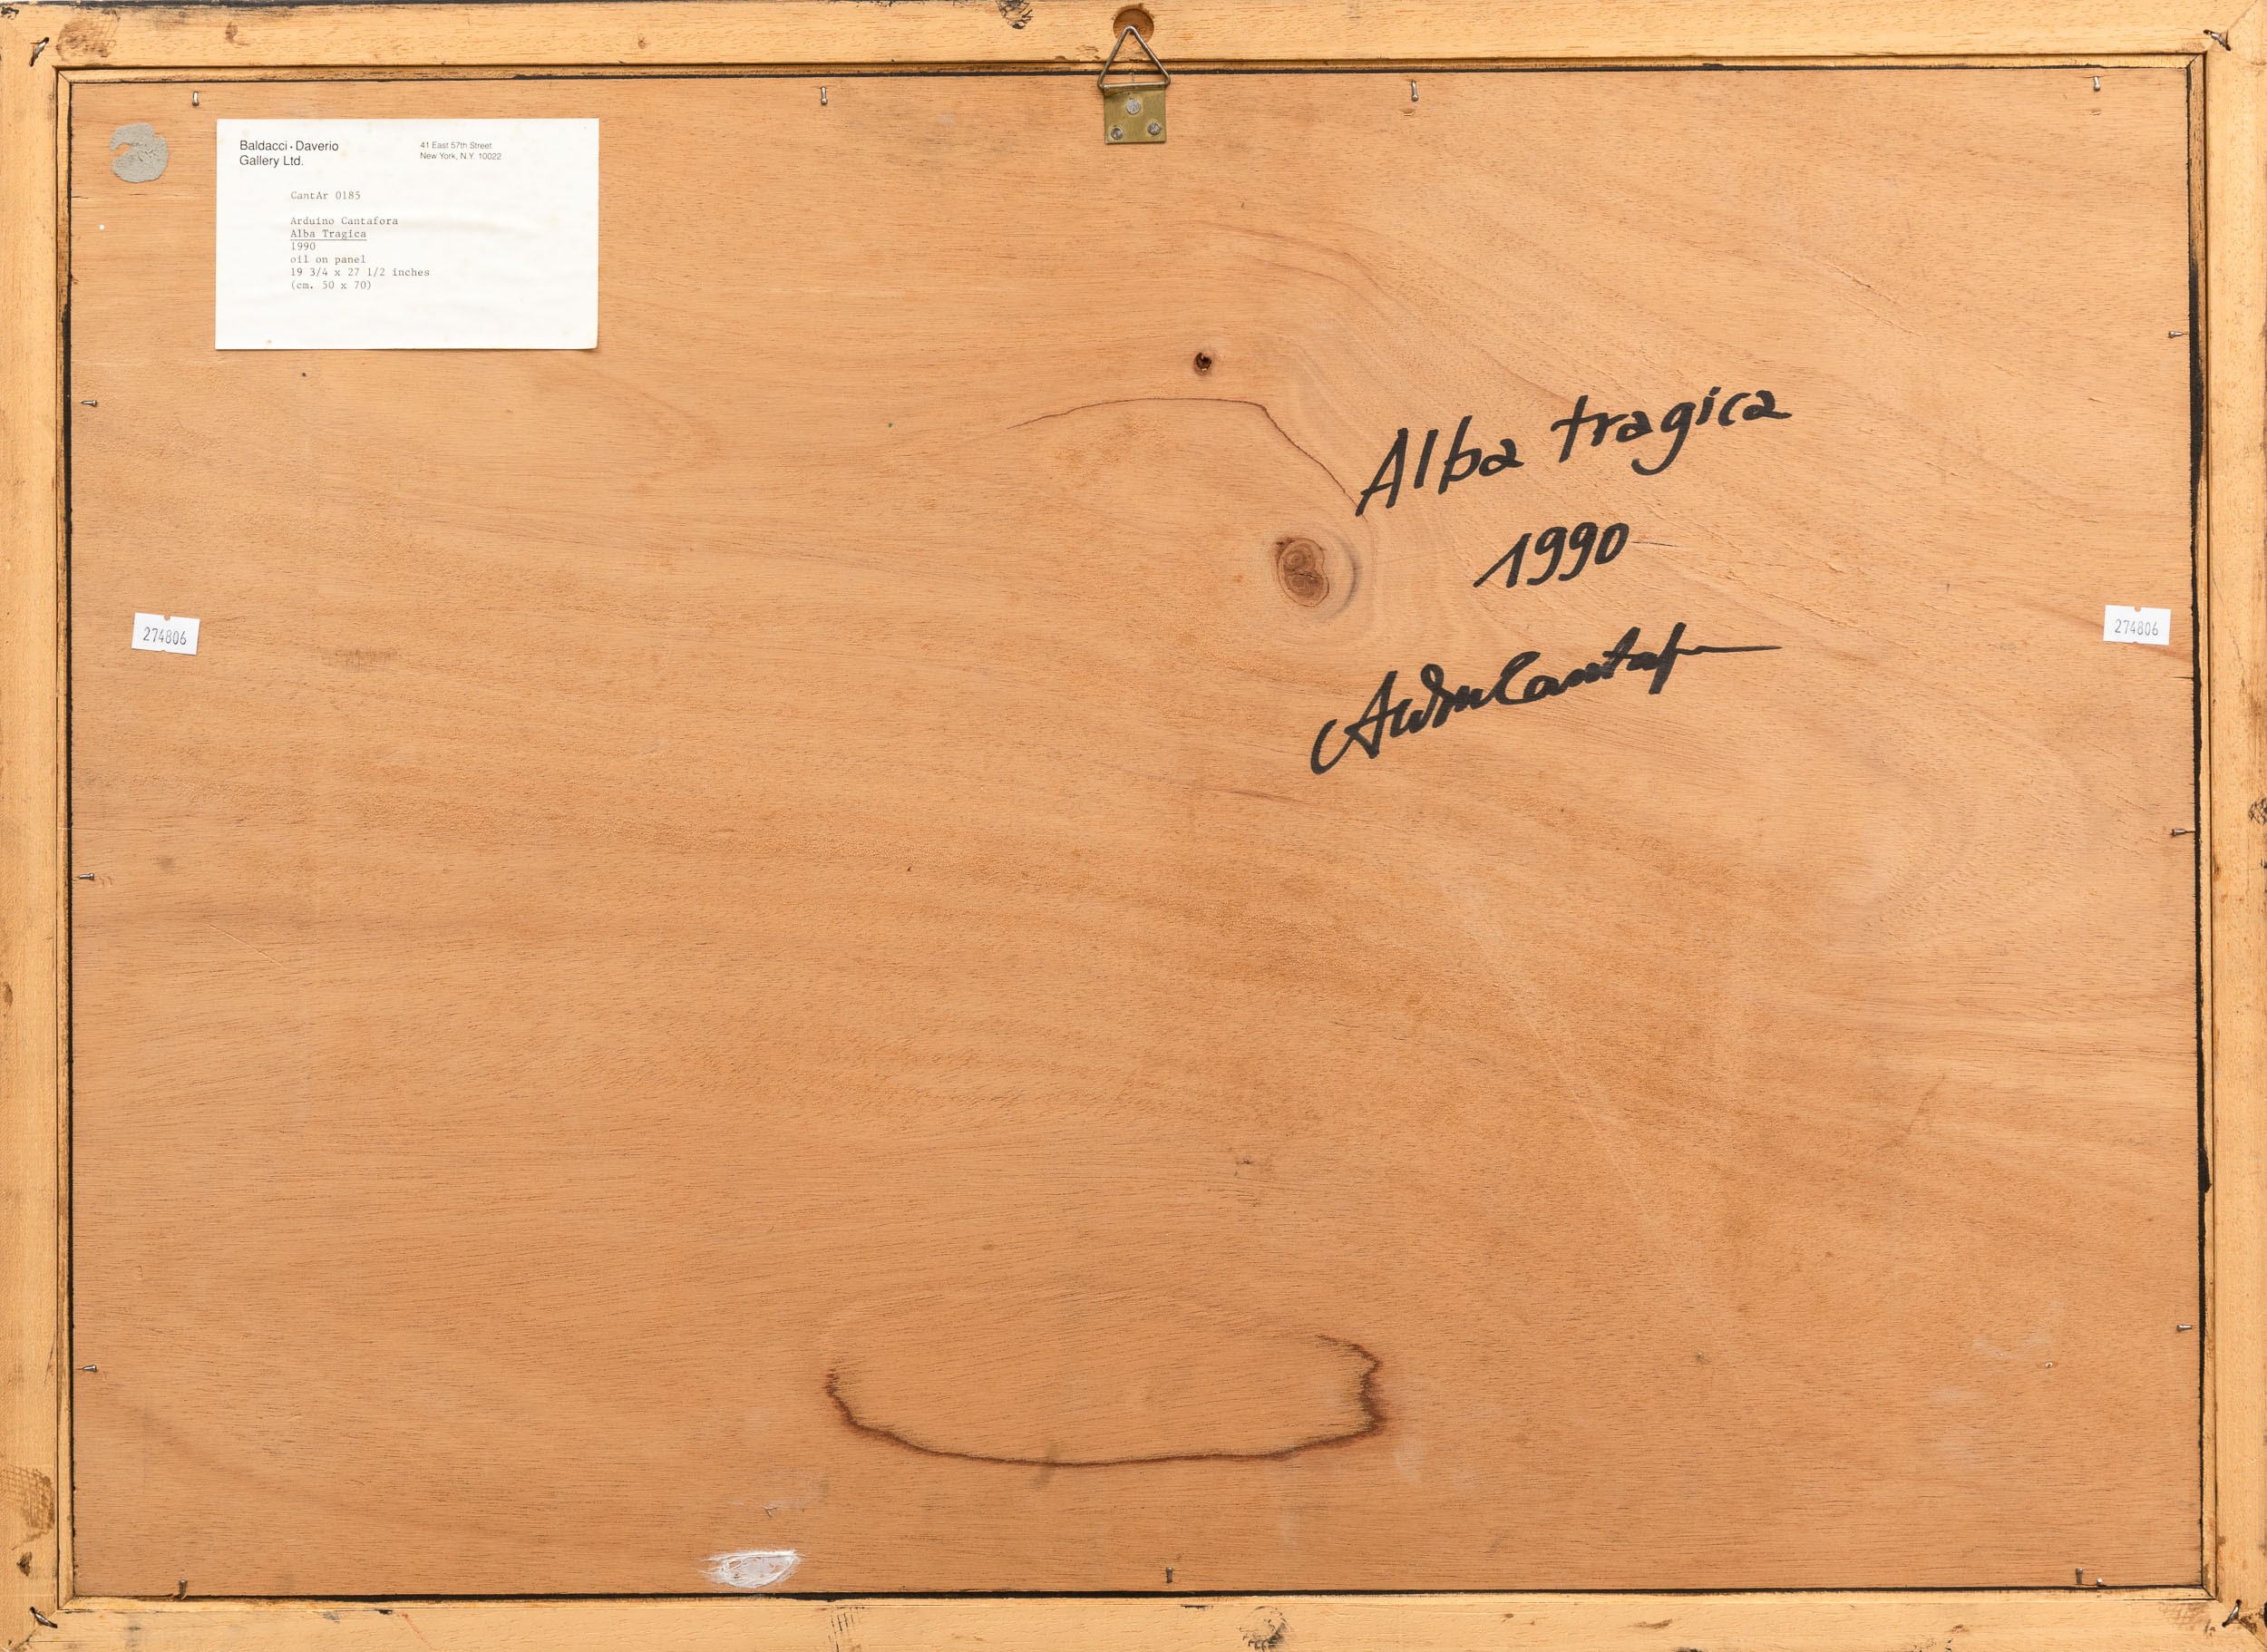 Baldacci · Daverio
Gallery Ltd.
41 East 57th Street
New York, N.Y. 10022
CantAr 0185
Arduino Cantafora
Alba Tragica
1990
oil on panel
19 3/4 x 27 1/2 inches
(cm. 50 x 70)
Alba tragica
1990
274806
274806